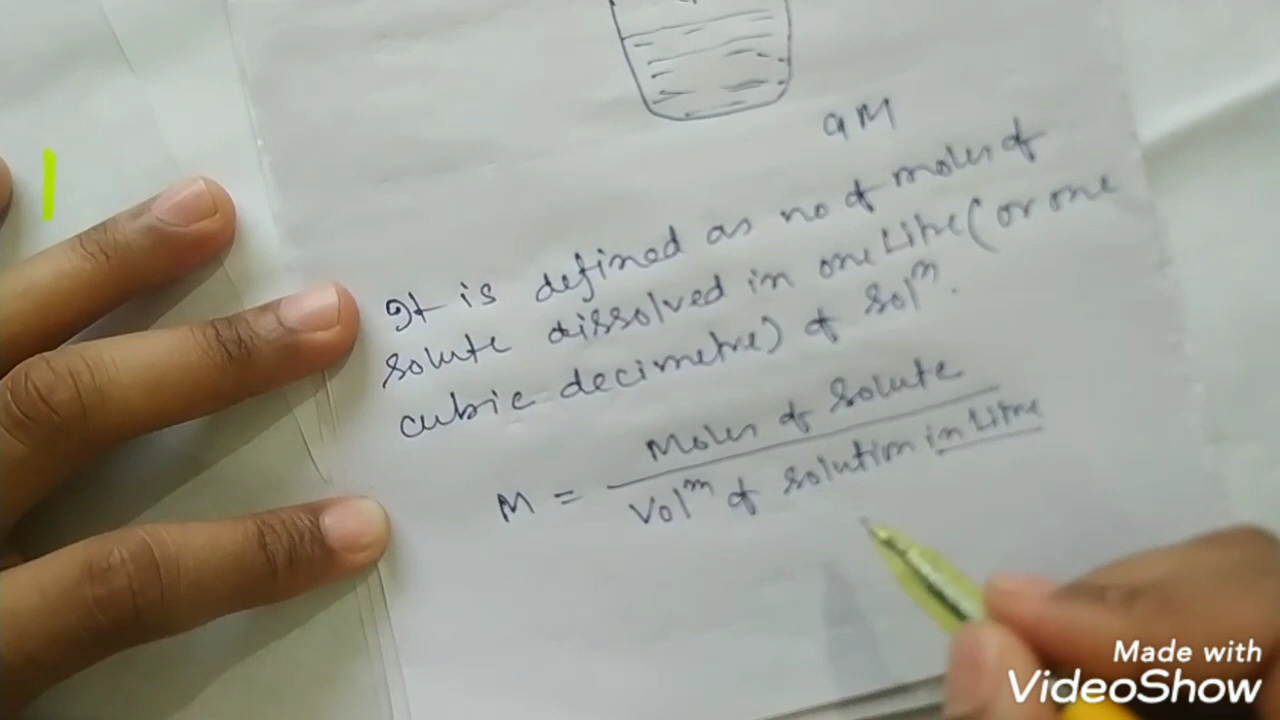 9M
It is defined as no of moles of
solute dissolved in one Litre (or one
cubic decimetre) of solⁿ.
Moles of solute
M =
Volᵐ of solution in Litre
Made with
VideoShow